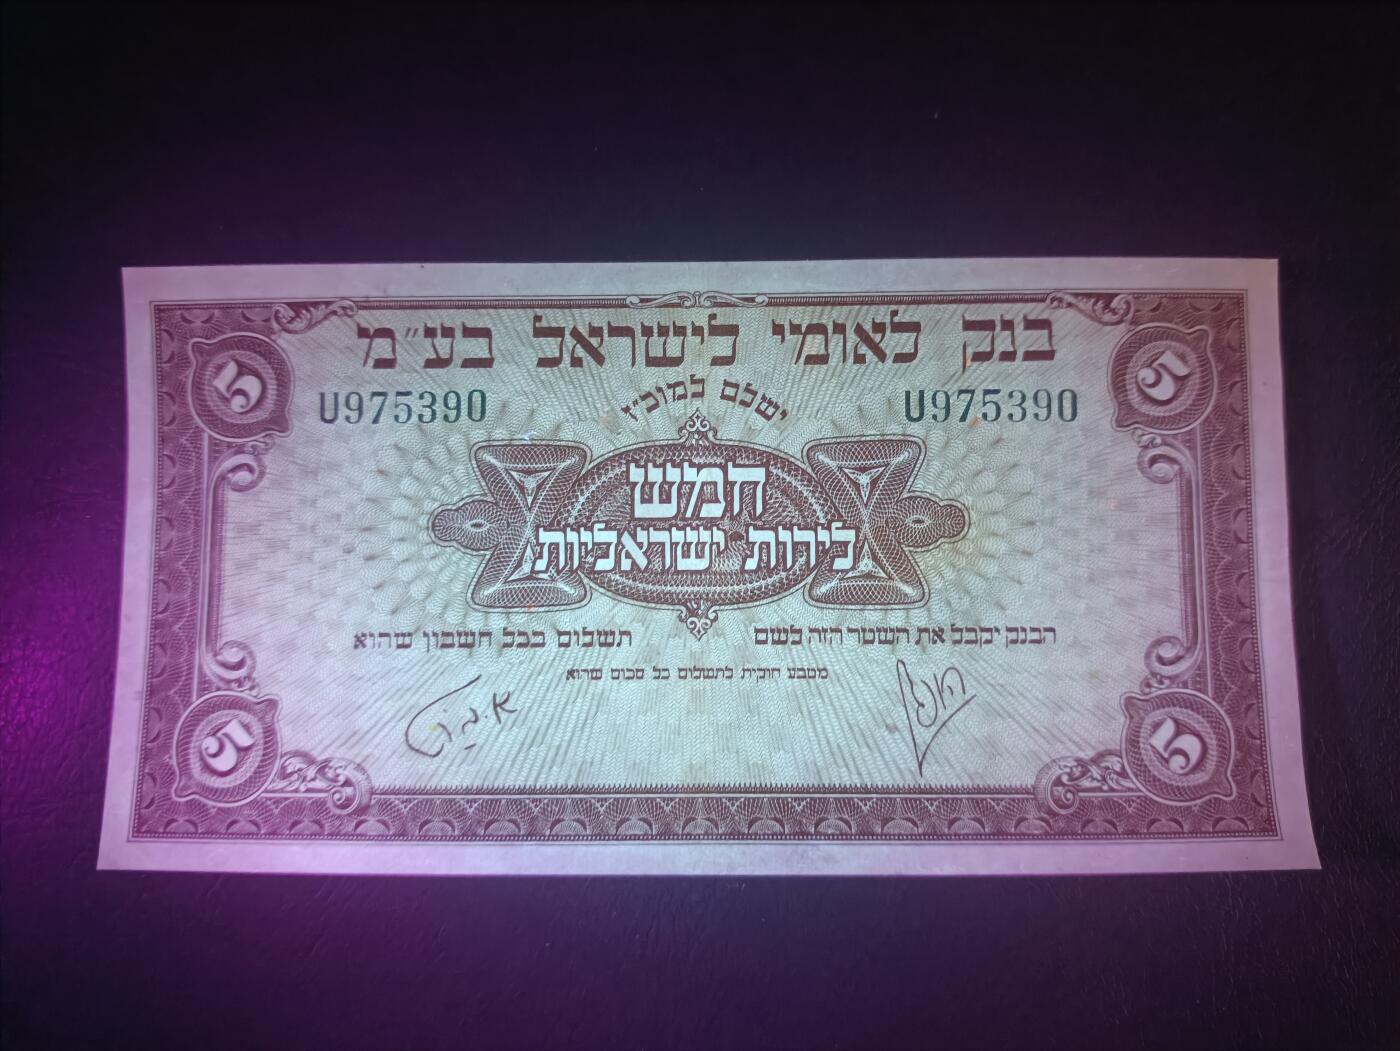 בנק לאומי לישראל בע״מ
ישלם למוכ״ז
U975390
U975390
5
5
חמש
לירות ישראליות
הבנק יקבל את השטר הזה לשם תשלום בכל חשבון שהוא
מטבע חוקית לתשלום כל סכום שהוא
5
5